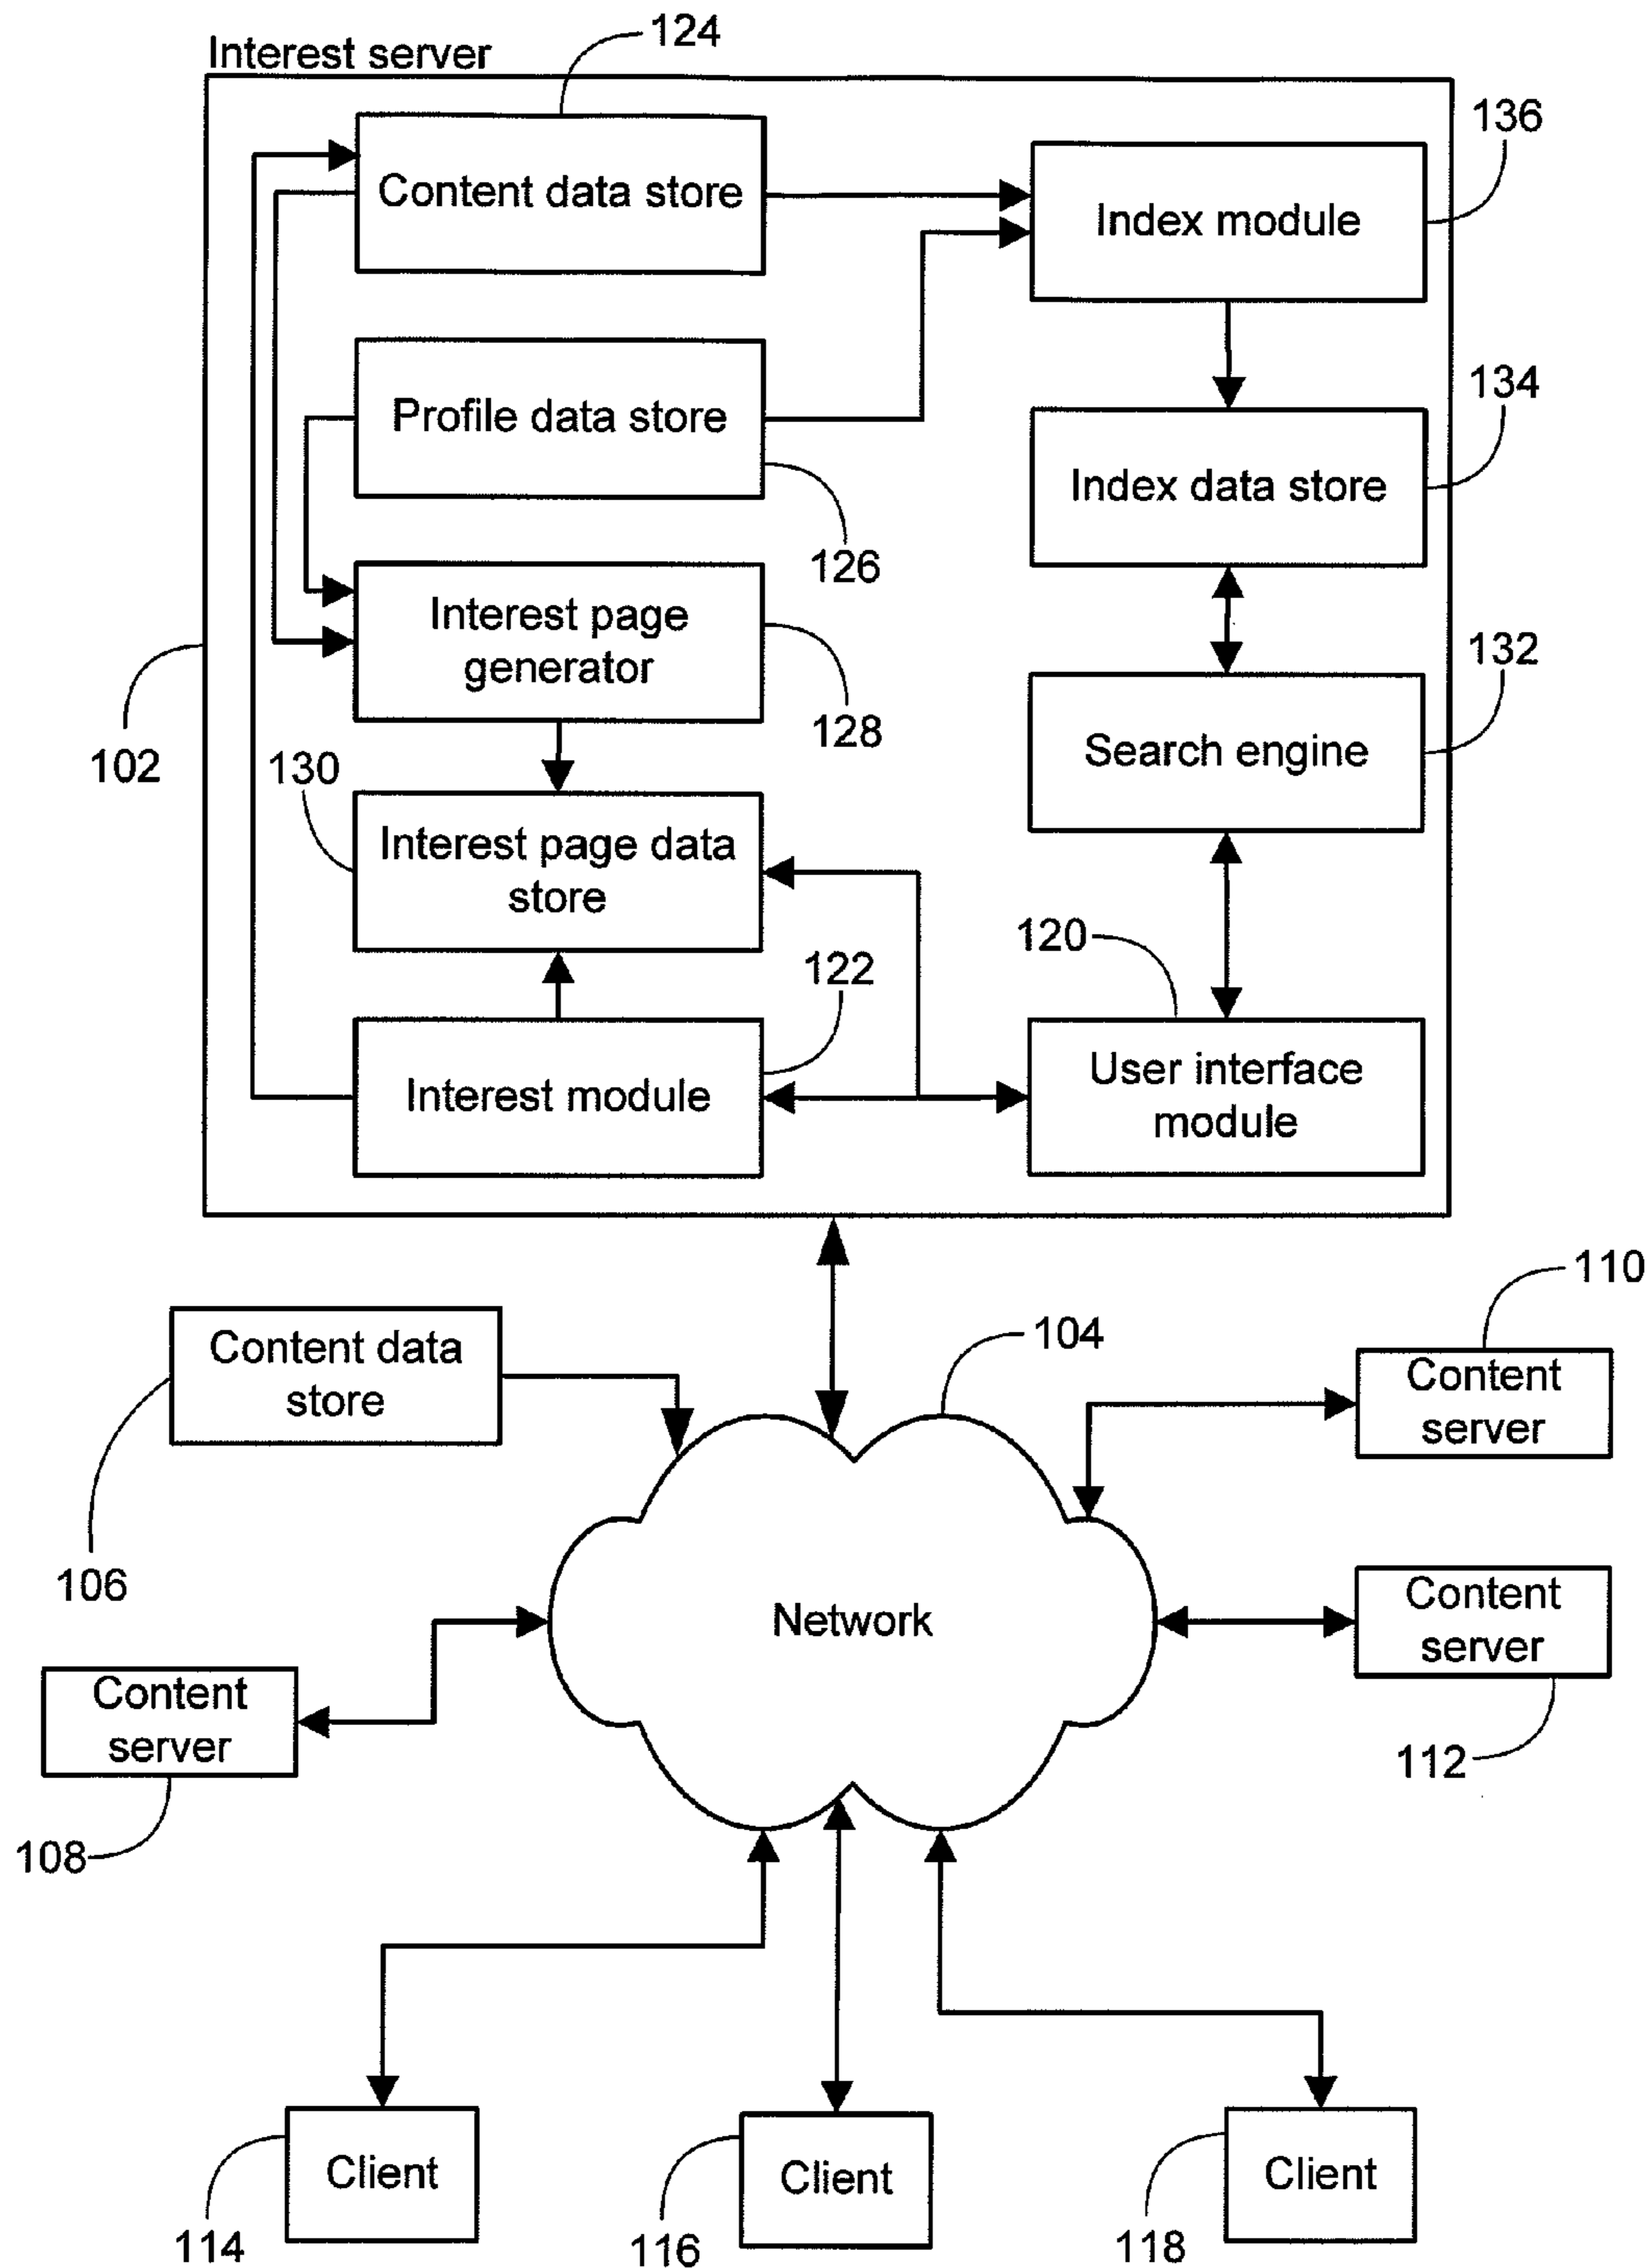 124
Interest server
136
Content data store
Index module
134
Profile data store
Index data store
126
Interest page
generator
132
128
102
130
Search engine
Interest page data
store
120
122
User interface
module
Interest module
110
104
Content data
store
Content
server
106
Content
server
Network
Content
server
112
108
Client
Client
Client
114
116
118